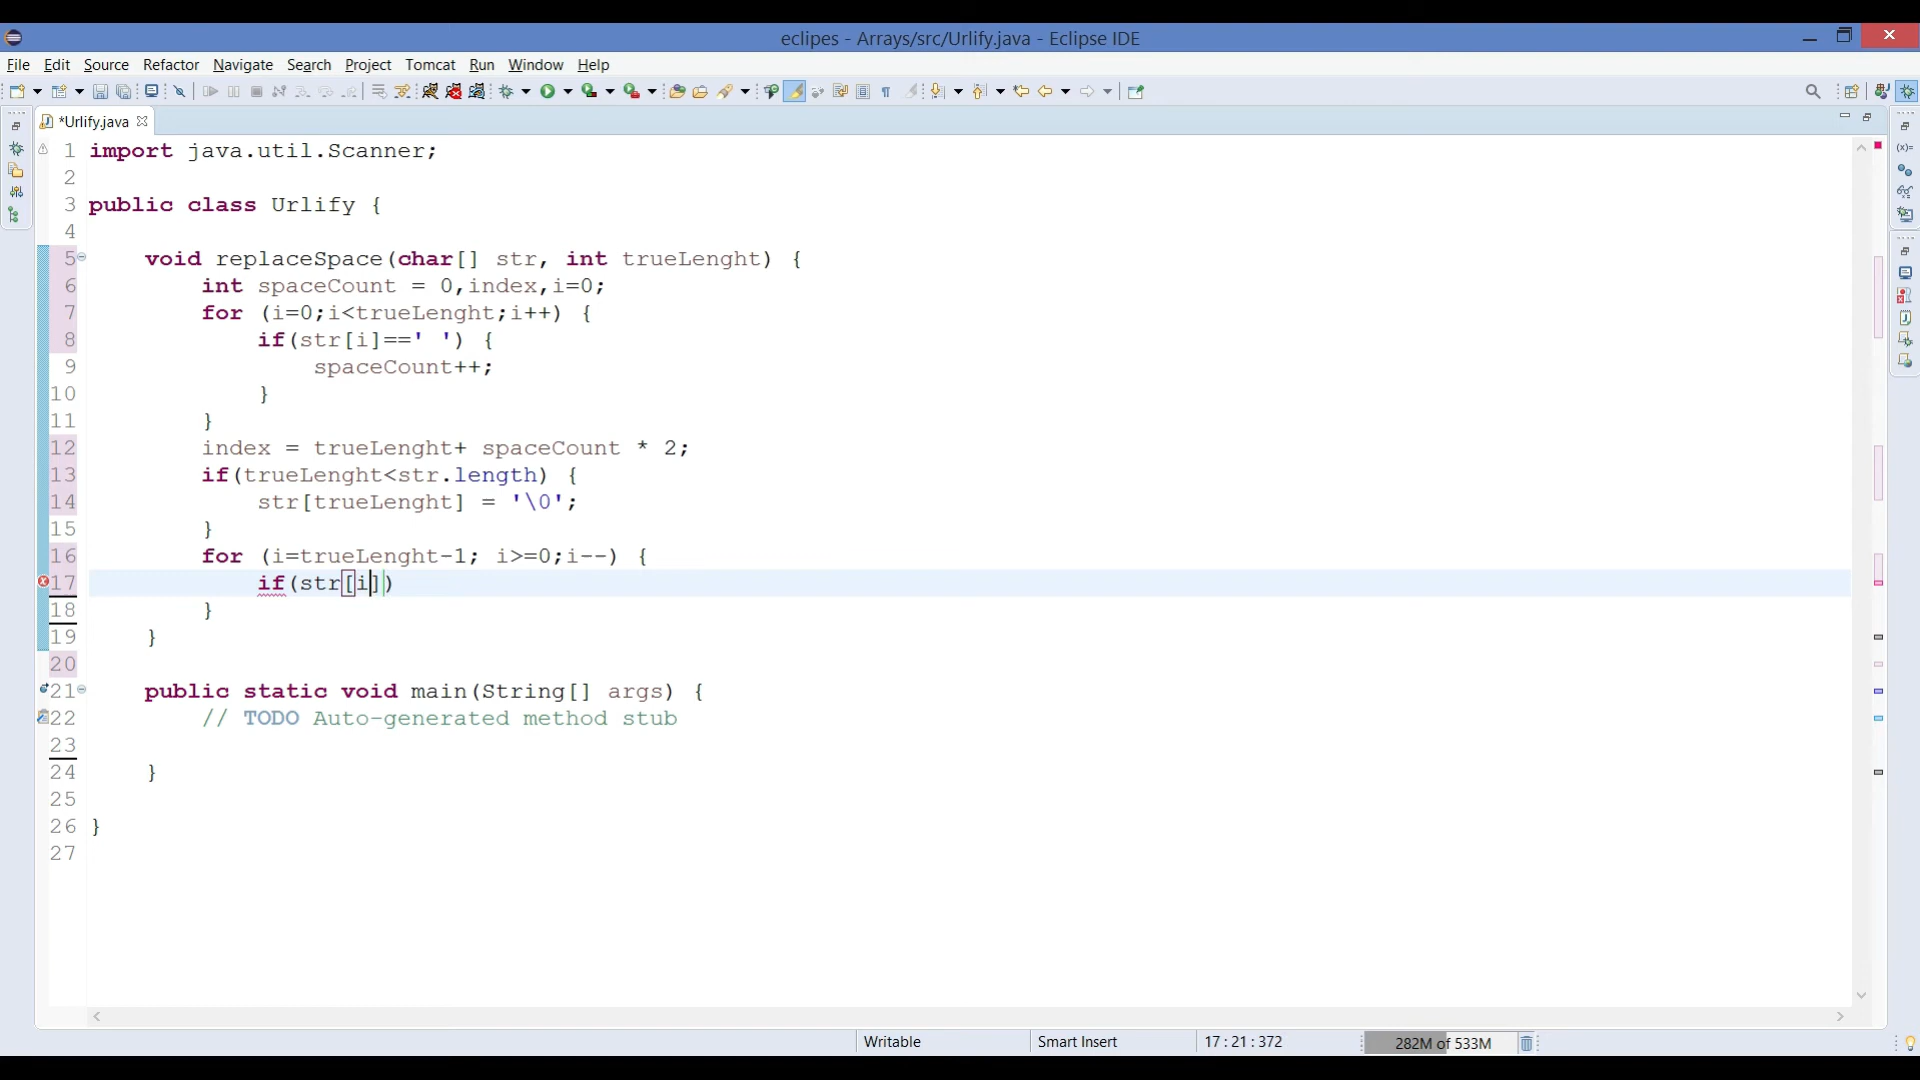 eclipes - Arrays/src/Urlify.java - Eclipse IDE
File Edit Source Refactor Navigate Search Project Tomcat Run Window Help
*Urlify.java
1 import java.util.Scanner;
2
3 public class Urlify {
4
5 void replaceSpace(char[] str, int trueLenght) {
6 int spaceCount = 0,index,i=0;
7 for (i=0;i<trueLenght;i++) {
8 if(str[i]==' ') {
9 spaceCount++;
10 }
11 }
12 index = trueLenght+ spaceCount * 2;
13 if(trueLenght<str.length) {
14 str[trueLenght] = '\0';
15 }
16 for (i=trueLenght-1; i>=0;i--) {
17 if(str[i])
18 }
19 }
20
21 public static void main(String[] args) {
22 // TODO Auto-generated method stub
23
24 }
25
26 }
27
Writable Smart Insert 17 : 21 : 372 282M of 533M